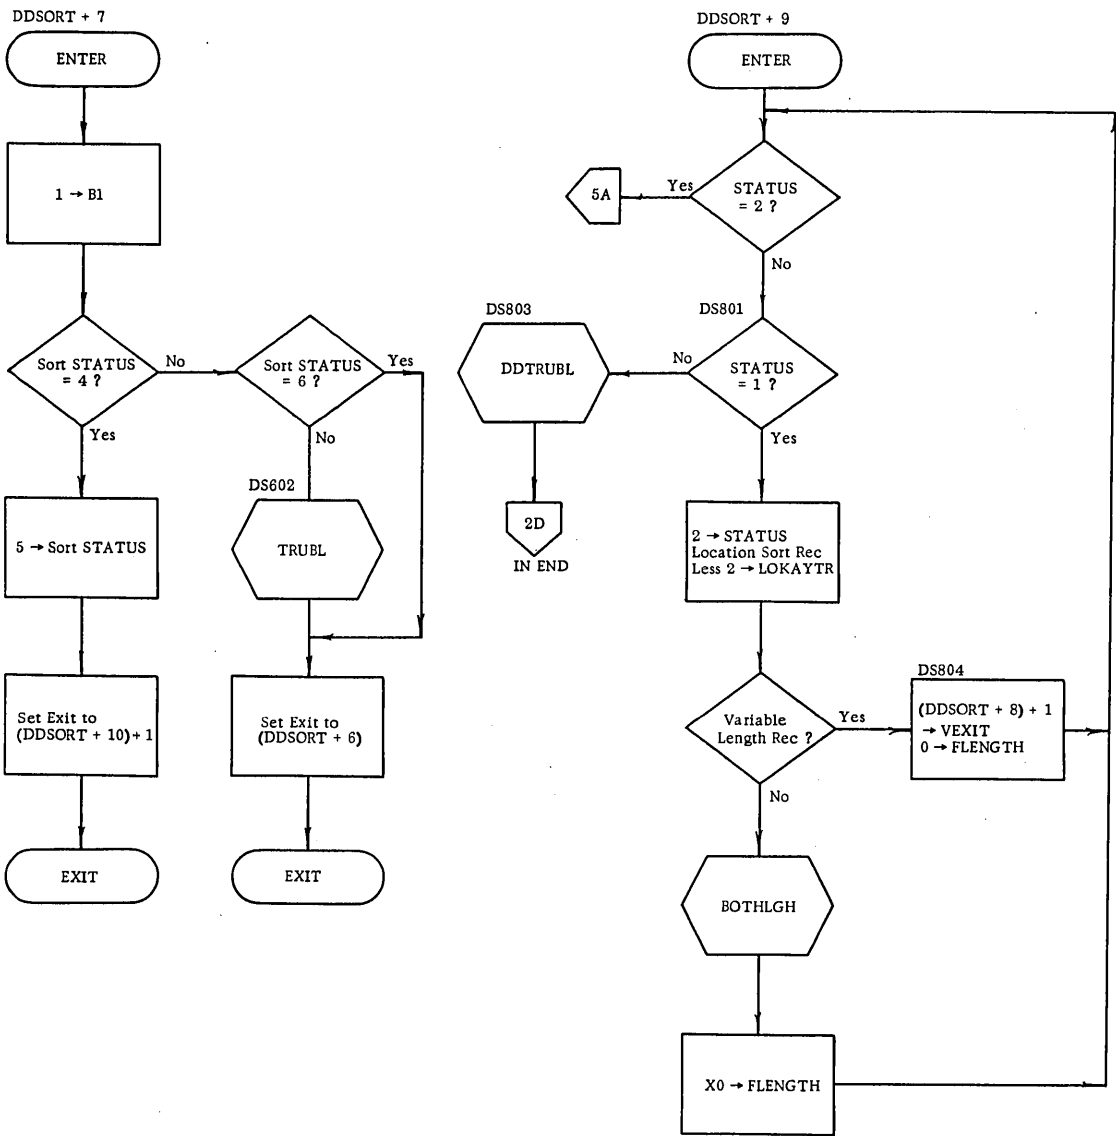 DDSORT + 7
ENTER
1 → B1
Sort STATUS
= 4 ?
No
Yes
Sort STATUS
= 6 ?
Yes
No
5 → Sort STATUS
DS602
TRUBL
Set Exit to
(DDSORT + 10) + 1
Set Exit to
(DDSORT + 6)
EXIT
EXIT
DDSORT + 9
ENTER
STATUS
= 2 ?
Yes
5A
No
DS801
STATUS
= 1 ?
No
DS803
DDTRUBL
2D
IN END
Yes
2 → STATUS
Location Sort Rec
Less 2 → LOKAYTR
Variable
Length Rec ?
Yes
DS804
(DDSORT + 8) + 1
→ VEXIT
0 → FLENGTH
No
BOTHLGH
X0 → FLENGTH